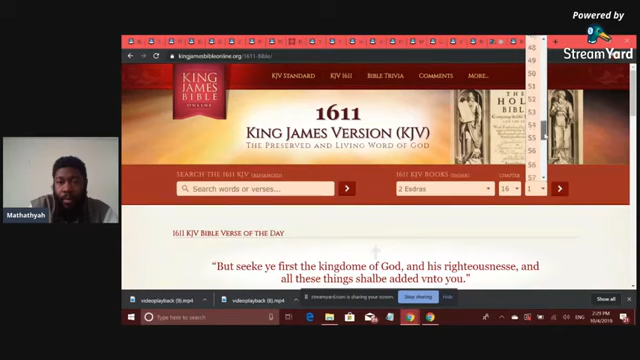 Powered by
StreamYard
kingjamesbibleonline.org/1611-Bible/
KING
JAMES
BIBLE
ONLINE
KJV STANDARD
KJV 1611
BIBLE TRIVIA
COMMENTS
MORE...
1611
KING JAMES VERSION (KJV)
THE PRESERVED AND LIVING WORD OF GOD
THE
HOLY
48
49
50
51
52
53
54
55
56
57
SEARCH THE 1611 KJV
1611 KJV BOOKS
CHAPTER
Search words or verses...
2 Esdras
16
1
Mathathyah
1611 KJV BIBLE VERSE OF THE DAY
“But seeke ye first the kingdome of God, and his righteousnesse, and
all these things shalbe added vnto you.”
streamyard.com is sharing your screen.
Stop sharing
Hide
videoplayback (9).mp4
videoplayback (8).mp4
Show all
Type here to search
2:29 PM
10/4/2019